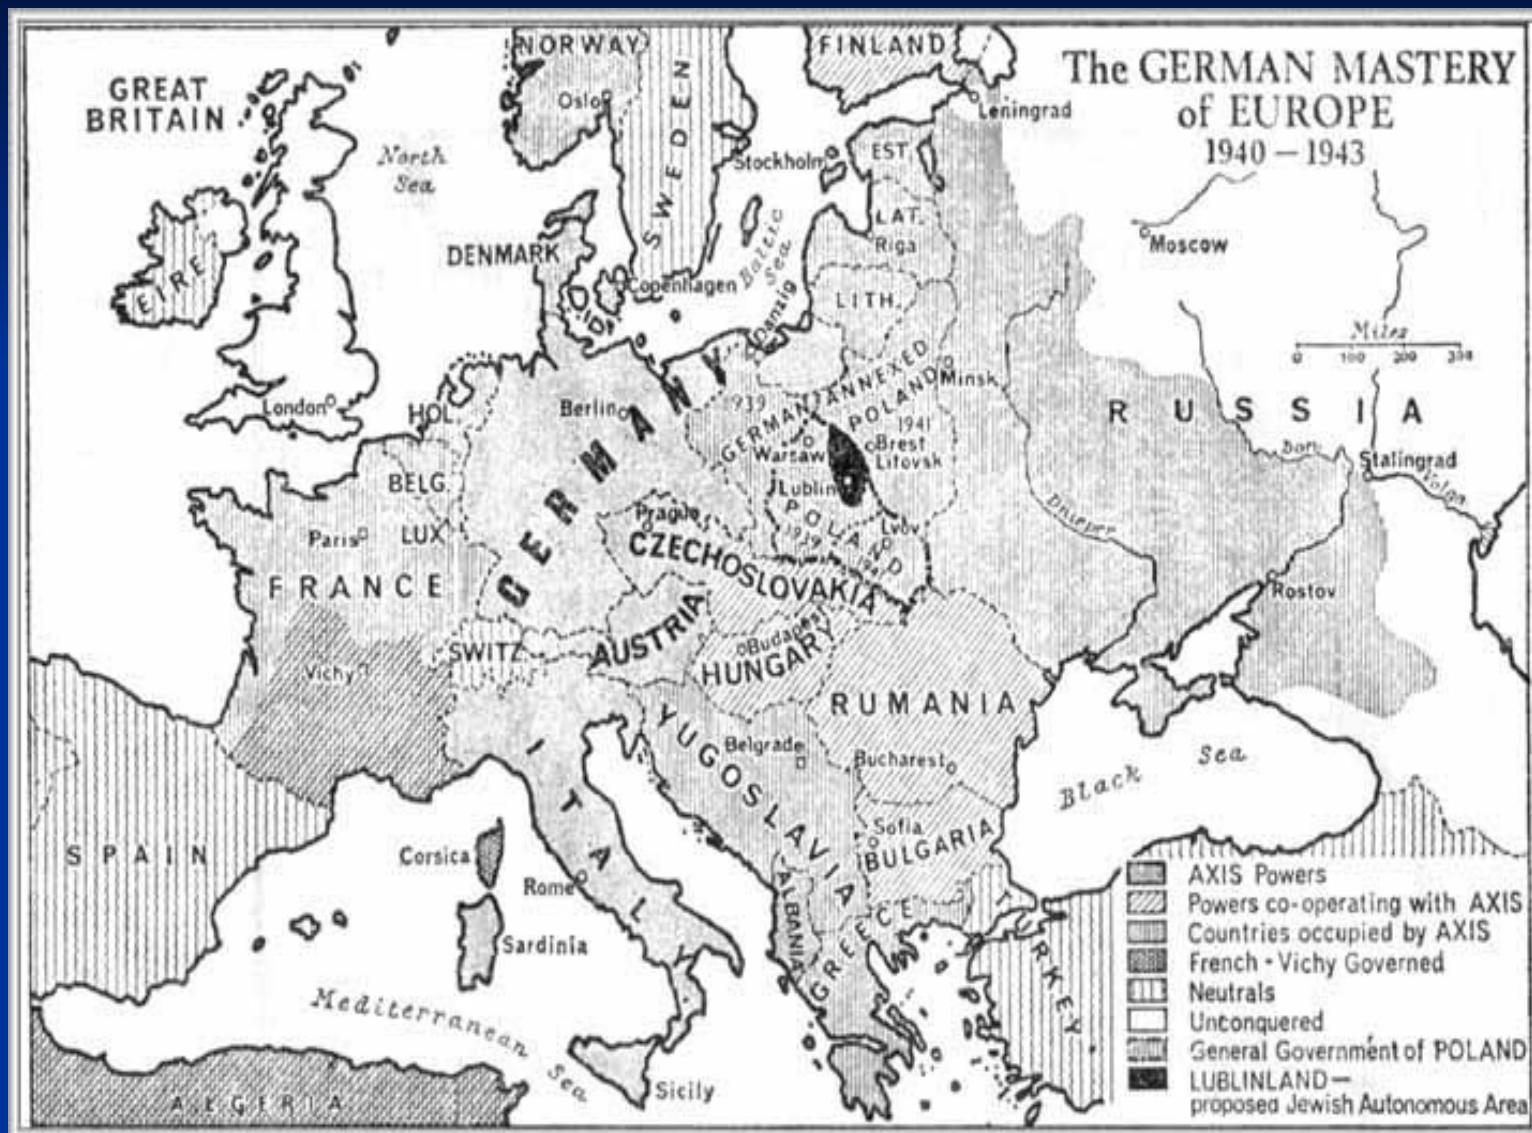 The GERMAN MASTERY
of EUROPE
1940 – 1943
NORWAY
FINLAND
GREAT
BRITAIN
Oslo
Leningrad
North
Sea
SWEDEN
Stockholm
EST.
LAT.
Riga
EIRE
DENMARK
Baltic
Sea
Moscow
Copenhagen
LITH.
Danzig
Miles
0 100 200 300
London
HOL.
Berlin
GERMANY
1939
GERMAN ANNEXED
POLAND
1941
Minsk
RUSSIA
Warsaw
Brest
Litovsk
Don
Stalingrad
Volga
BELG.
Lublin
Dnieper
Paris
LUX
Prague
POLAND
1939
1941
Lvov
CZECHOSLOVAKIA
FRANCE
Rostov
Vichy
SWITZ.
AUSTRIA
Budapest
HUNGARY
RUMANIA
ITALY
YUGOSLAVIA
Belgrade
Bucharest
Black Sea
SPAIN
Corsica
Rome
Sofia
BULGARIA
ALBANIA
GREECE
TURKEY
Sardinia
Mediterranean Sea
Sicily
ALGERIA
AXIS Powers
Powers co-operating with AXIS
Countries occupied by AXIS
French - Vichy Governed
Neutrals
Unconquered
General Government of POLAND
LUBLINLAND —
proposed Jewish Autonomous Area